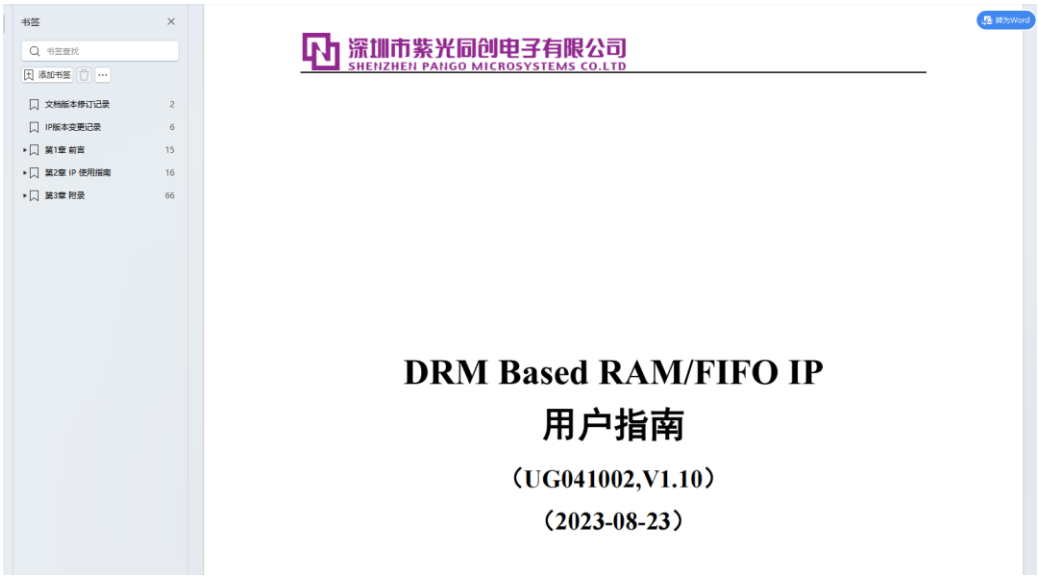 书签
书签查找
添加书签
文档版本修订记录 2
IP版本变更记录 6
第1章 前言 15
第2章 IP 使用指南 16
第3章 附录 66
转为Word
深圳市紫光同创电子有限公司
SHENZHEN PANGO MICROSYSTEMS CO.LTD
DRM Based RAM/FIFO IP
用户指南
（UG041002,V1.10）
（2023-08-23）